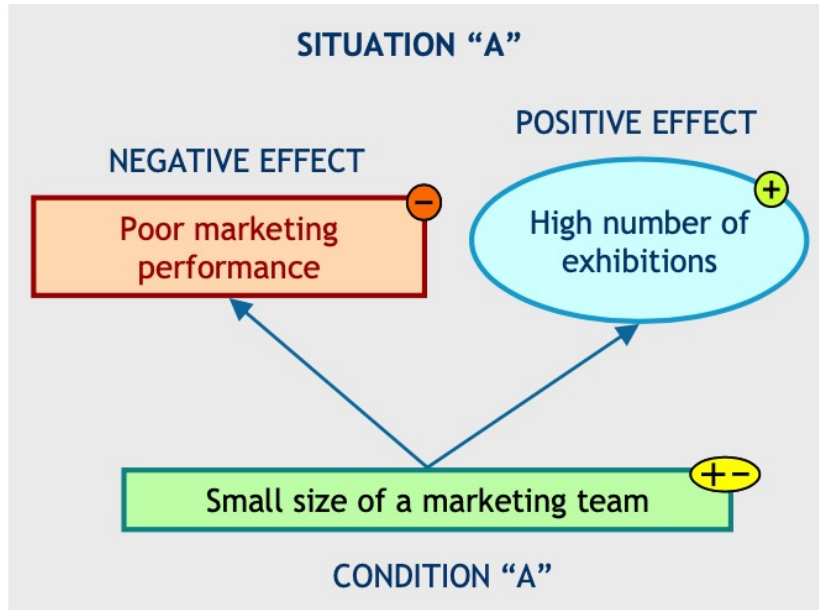 SITUATION “A”
NEGATIVE EFFECT
POSITIVE EFFECT
Poor marketing
performance
−
High number of
exhibitions
+
Small size of a marketing team
+−
CONDITION “A”